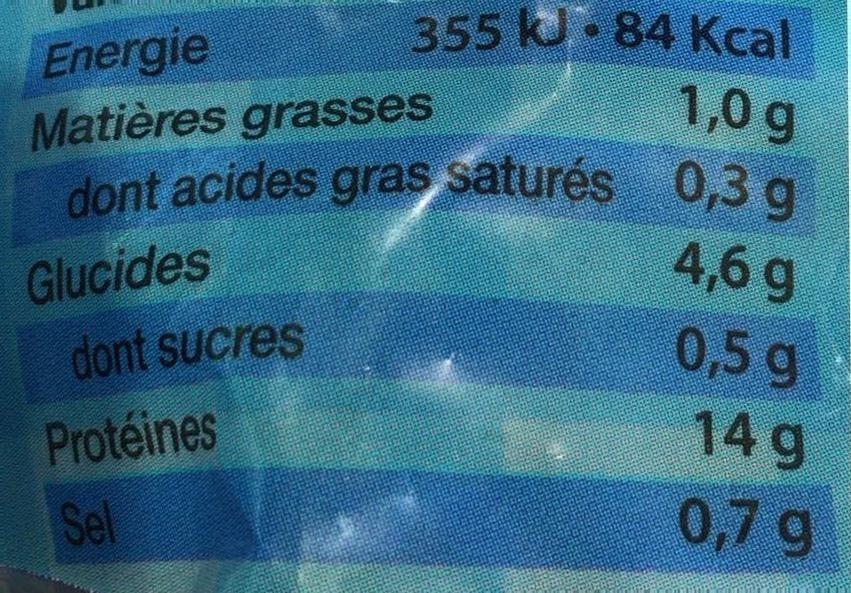 Energie 355 kJ • 84 Kcal
Matières grasses 1,0 g
dont acides gras saturés 0,3 g
Glucides 4,6 g
dont sucres 0,5 g
Protéines 14 g
Sel 0,7 g